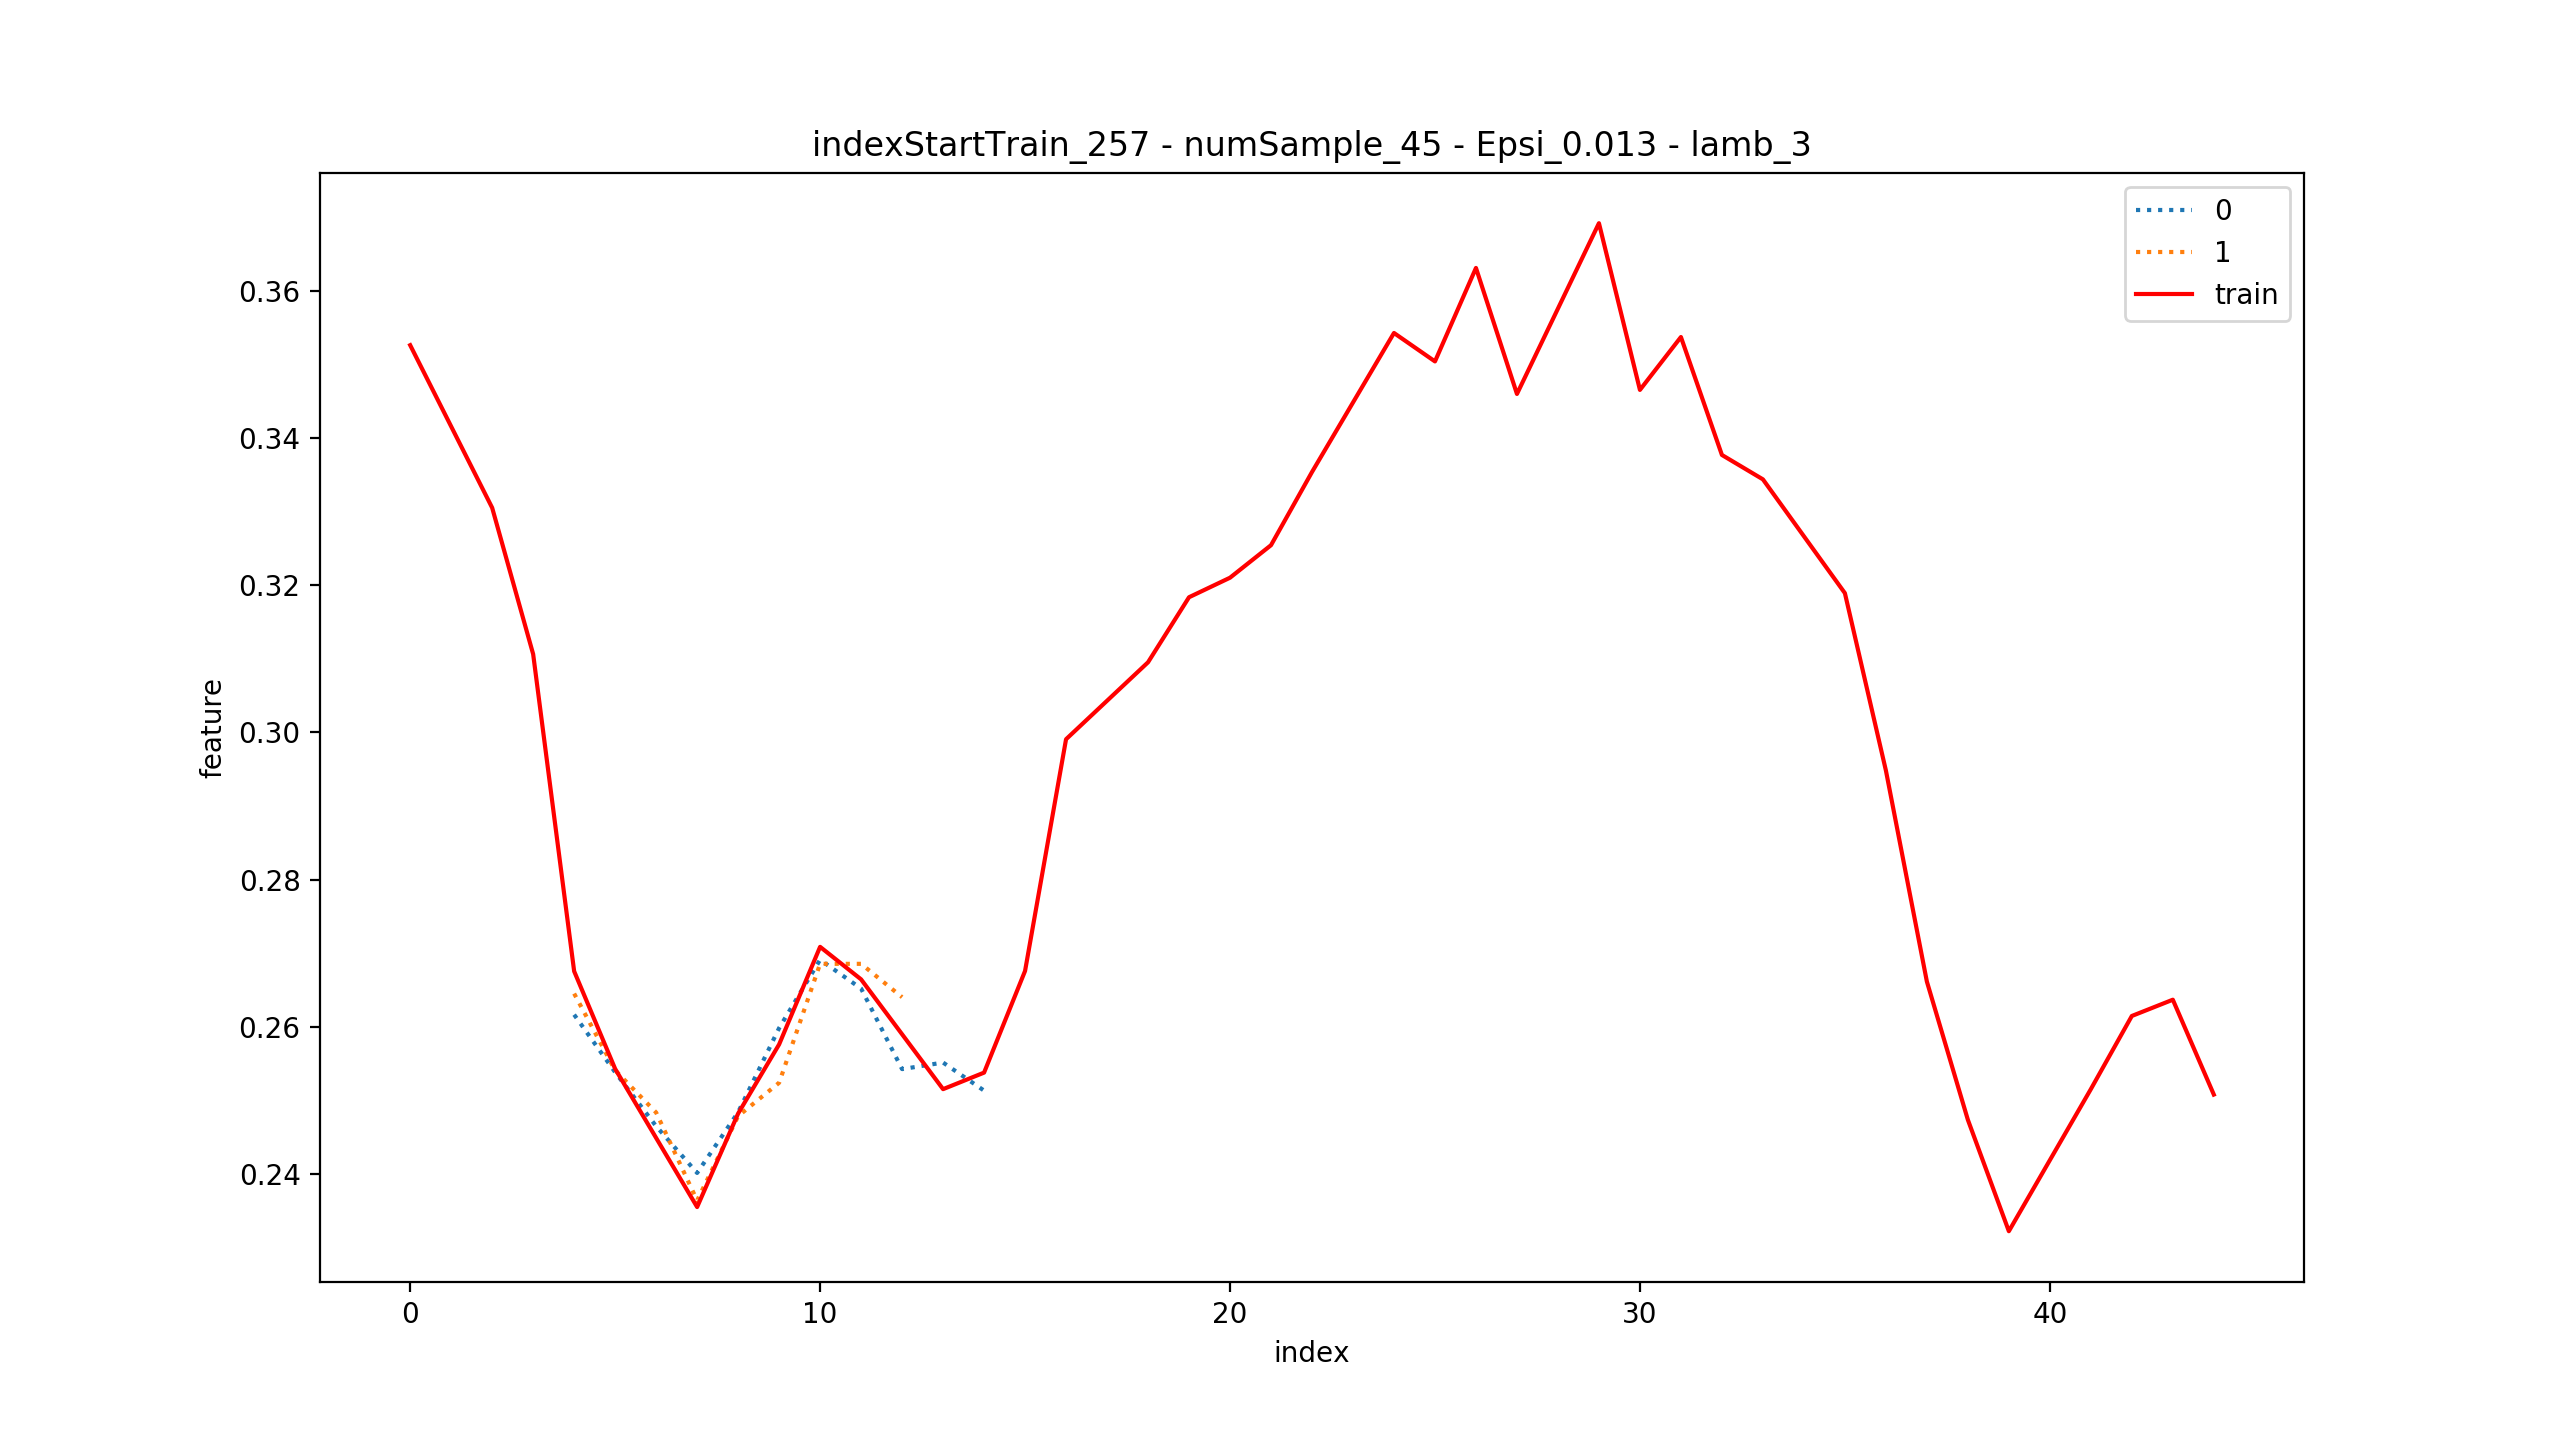 indexStartTrain_257 - numSample_45 - Epsi_0.013 - lamb_3
0
1
train
0.36
0.34
0.32
0.30
0.28
0.26
0.24
feature
0 10 20 30 40
index